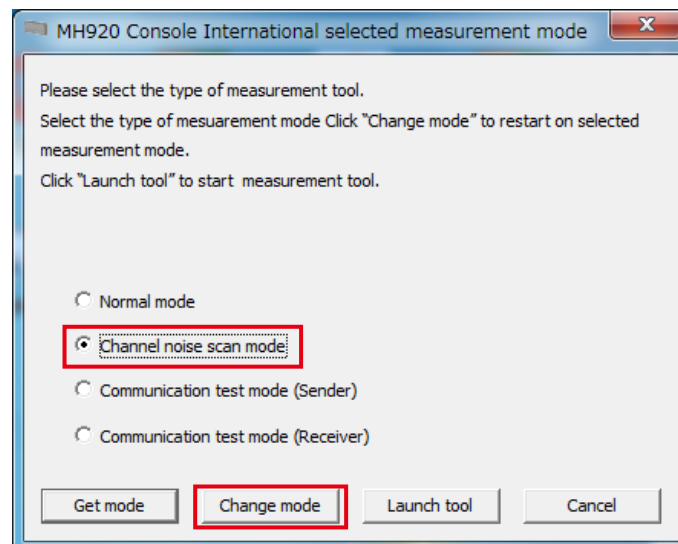 MH920 Console International selected measurement mode
Please select the type of measurement tool.
Select the type of mesuarement mode Click "Change mode" to restart on selected
measurement mode.
Click "Launch tool" to start measurement tool.
Normal mode
Channel noise scan mode
Communication test mode (Sender)
Communication test mode (Receiver)
Get mode Change mode Launch tool Cancel